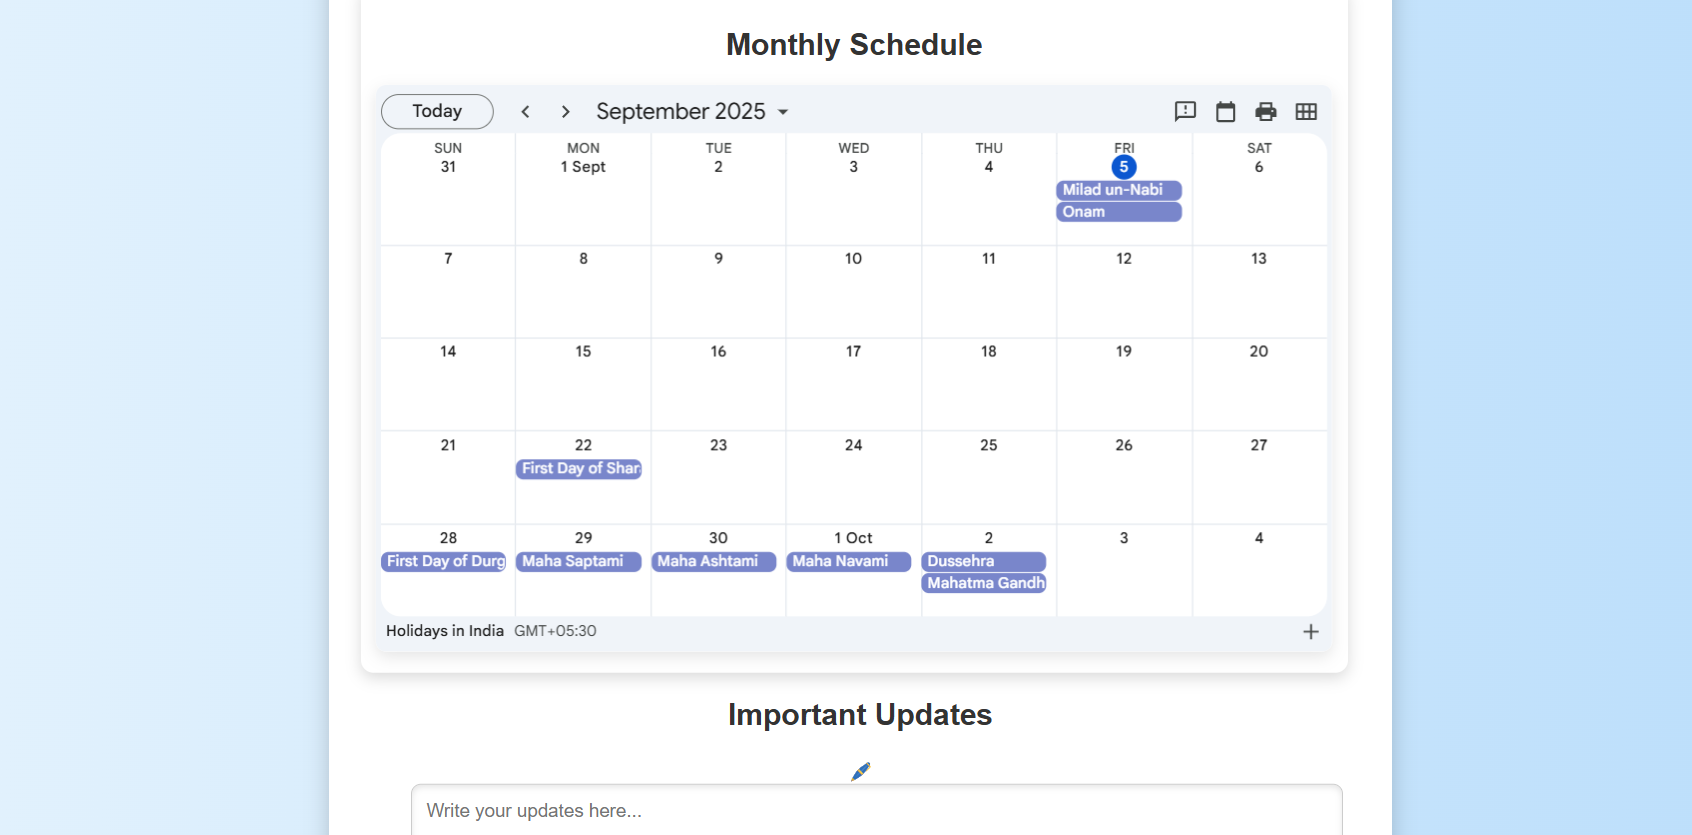 Monthly Schedule
Today September 2025
SUN MON TUE WED THU FRI SAT
31 1 Sept 2 3 4 5 6
Milad un-Nabi
Onam
7 8 9 10 11 12 13
14 15 16 17 18 19 20
21 22 23 24 25 26 27
First Day of Shar
28 29 30 1 Oct 2 3 4
First Day of Durg Maha Saptami Maha Ashtami Maha Navami Dussehra
Mahatma Gandh
Holidays in India GMT+05:30
Important Updates
Write your updates here...